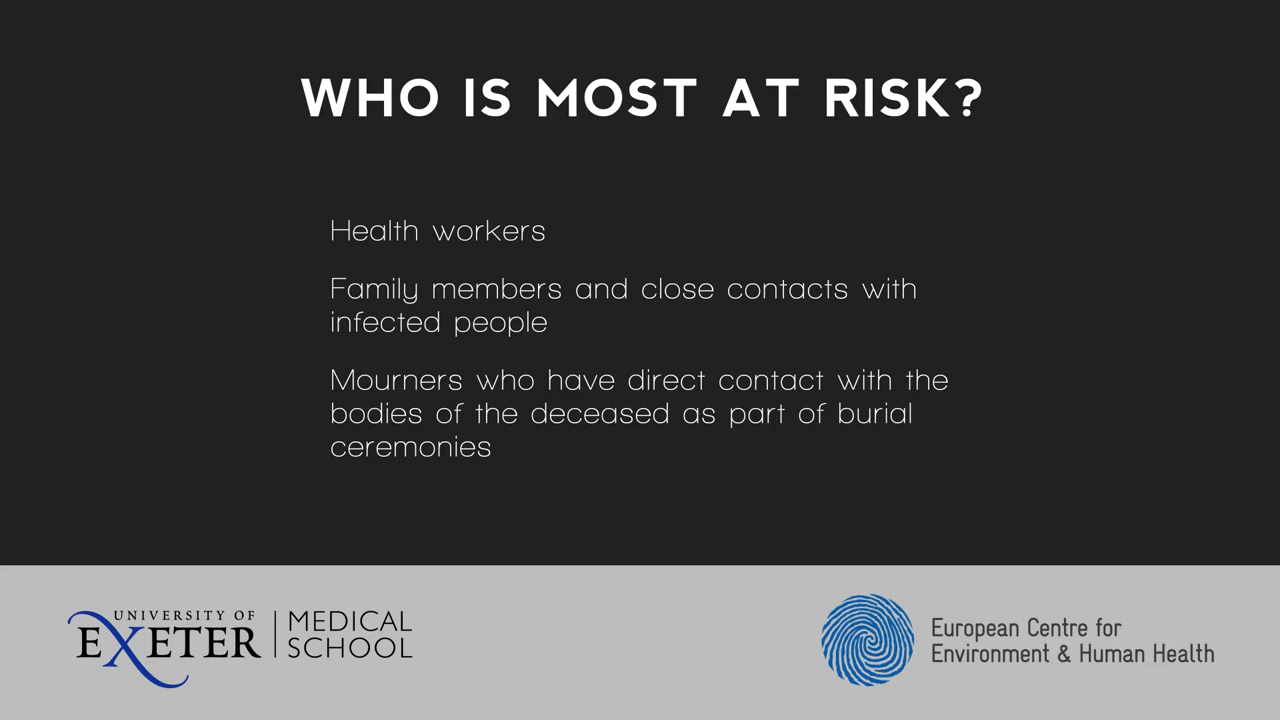 WHO IS MOST AT RISK?
Health workers
Family members and close contacts with
infected people
Mourners who have direct contact with the
bodies of the deceased as part of burial
ceremonies
UNIVERSITY OF
EXETER
MEDICAL
SCHOOL
European Centre for
Environment & Human Health